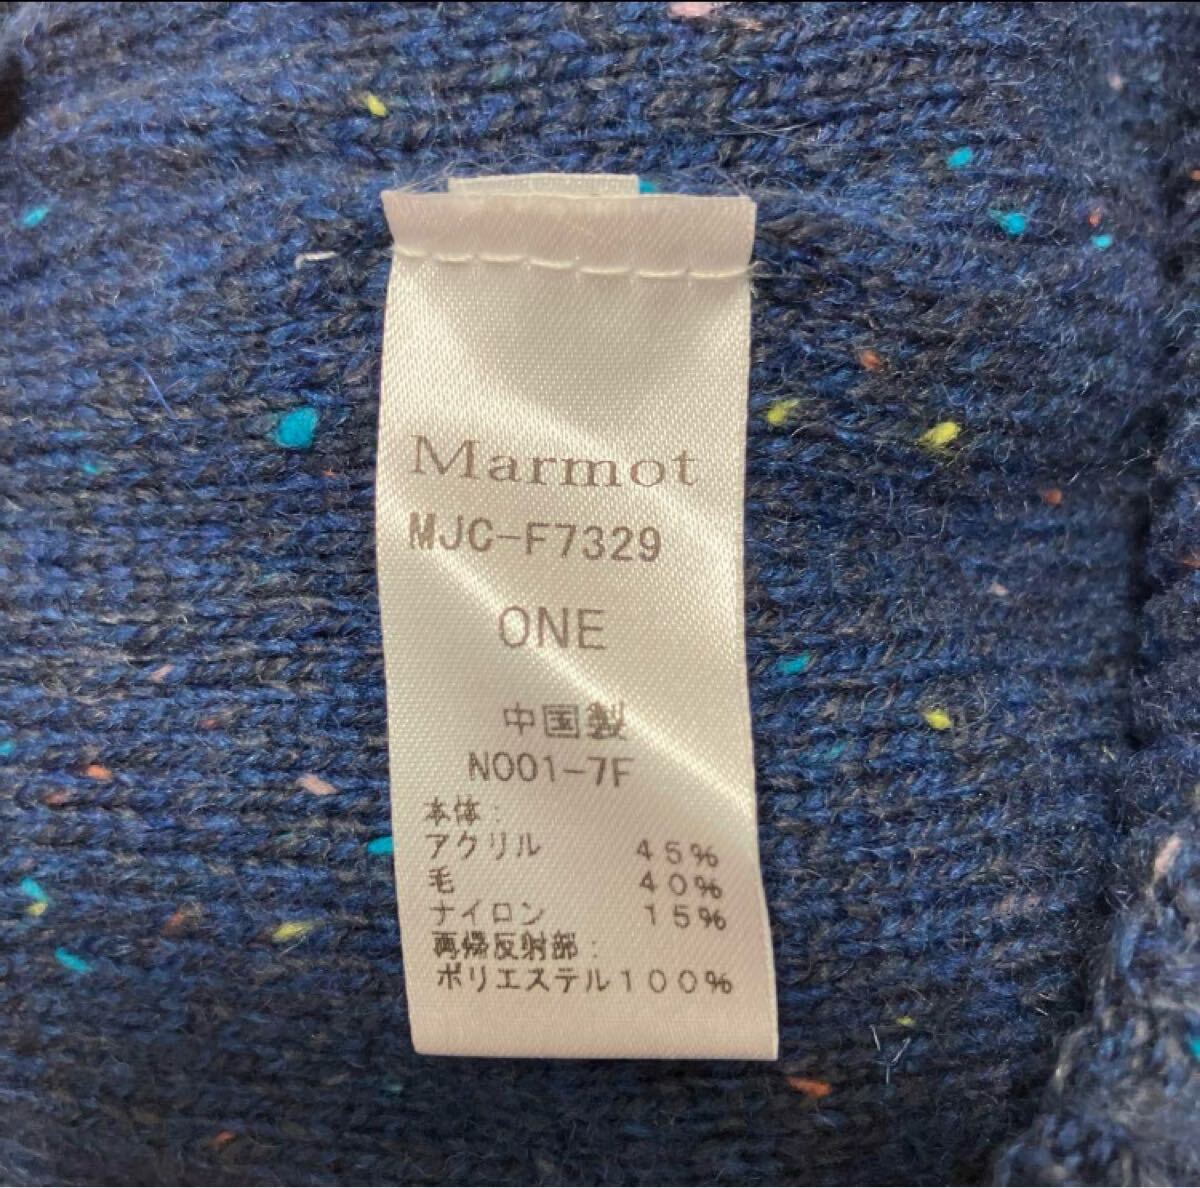 Marmot
MJC-F7329
ONE
中国製
N001-7F
本体:
アクリル 45%
毛 40%
ナイロン 15%
再帰反射部:
ポリエステル100%